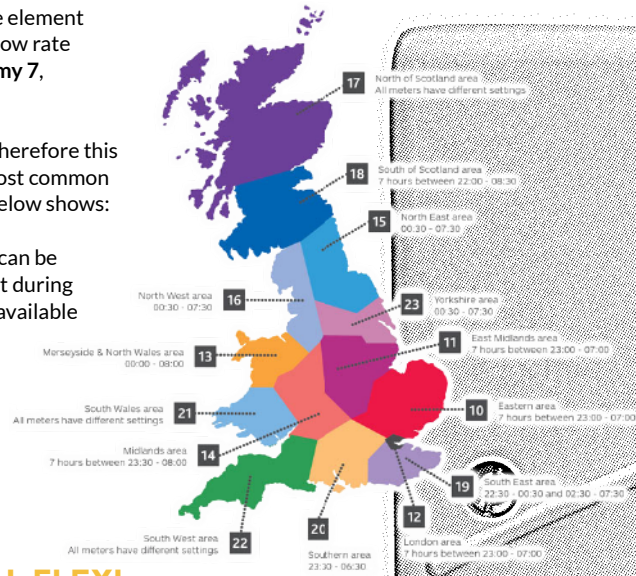 e element
ow rate
my 7,
herefore this
ost common
elow shows:
can be
t during
available
17
North of Scotland area
All meters have different settings
18
South of Scotland area
7 hours between 22:00 - 08:30
15
North East area
00:30 - 07:30
North West area
00:30 - 07:30
16
23
Yorkshire area
00:30 - 07:30
11
East Midlands area
7 hours between 23:00 - 07:00
Merseyside & North Wales area
00:00 - 08:00
13
South Wales area
All meters have different settings
21
10
Eastern area
7 hours between 23:00 - 07:00
Midlands area
7 hours between 23:30 - 08:00
14
19
South East area
22:30 - 00:30 and 02:30 - 07:30
12
London area
7 hours between 23:00 - 07:00
20
Southern area
23:30 - 06:30
South West area
All meters have different settings
22
FLEXI